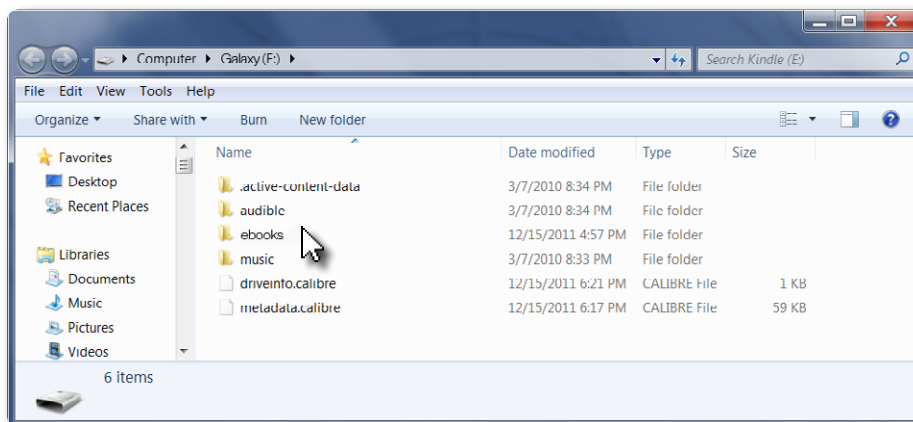 Computer Galaxy (F:) Search Kindle (E:)
File Edit View Tools Help
Organize Share with Burn New folder
Name Date modified Type Size
Favorites
Desktop
Recent Places
Libraries
Documents
Music
Pictures
Videos
.active-content-data 3/7/2010 8:34 PM File folder
audible 3/7/2010 8:34 PM File folder
ebooks 12/15/2011 4:57 PM File folder
music 3/7/2010 8:33 PM File folder
driveinfo.calibre 12/15/2011 6:21 PM CALIBRE File 1 KB
metadata.calibre 12/15/2011 6:17 PM CALIBRE File 59 KB
6 items